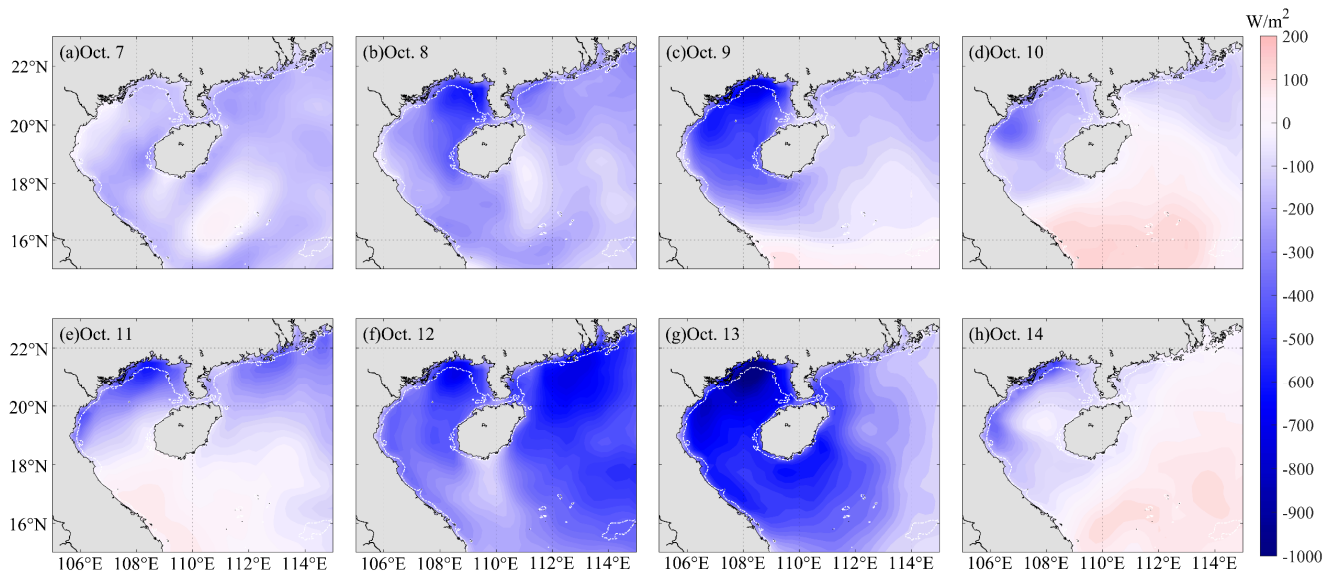 W/m²
(a)Oct. 7
(b)Oct. 8
(c)Oct. 9
(d)Oct. 10
22°N
20°N
18°N
16°N
(e)Oct. 11
(f)Oct. 12
(g)Oct. 13
(h)Oct. 14
22°N
20°N
18°N
16°N
106°E 108°E 110°E 112°E 114°E
106°E 108°E 110°E 112°E 114°E
106°E 108°E 110°E 112°E 114°E
106°E 108°E 110°E 112°E 114°E
200
100
0
-100
-200
-300
-400
-500
-600
-700
-800
-900
-1000